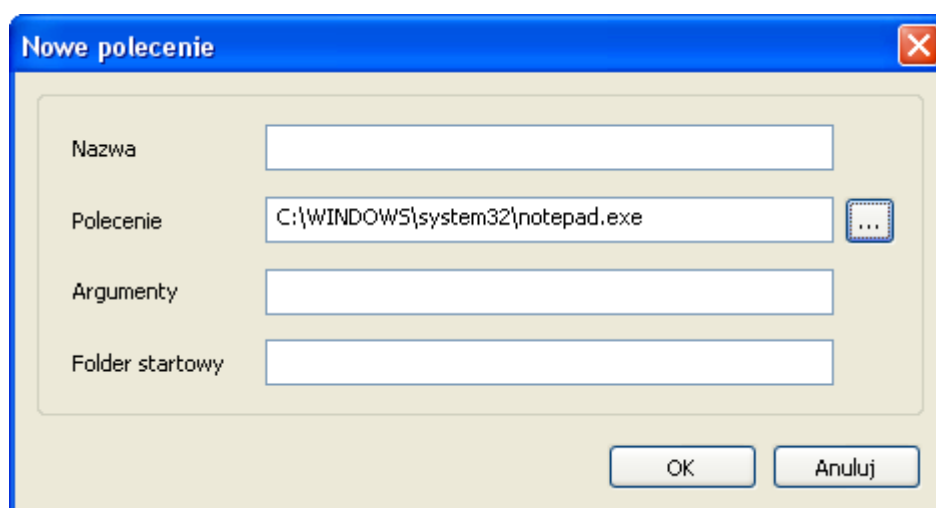 Nowe polecenie
Nazwa
Polecenie C:\WINDOWS\system32\notepad.exe ...
Argumenty
Folder startowy
OK Anuluj